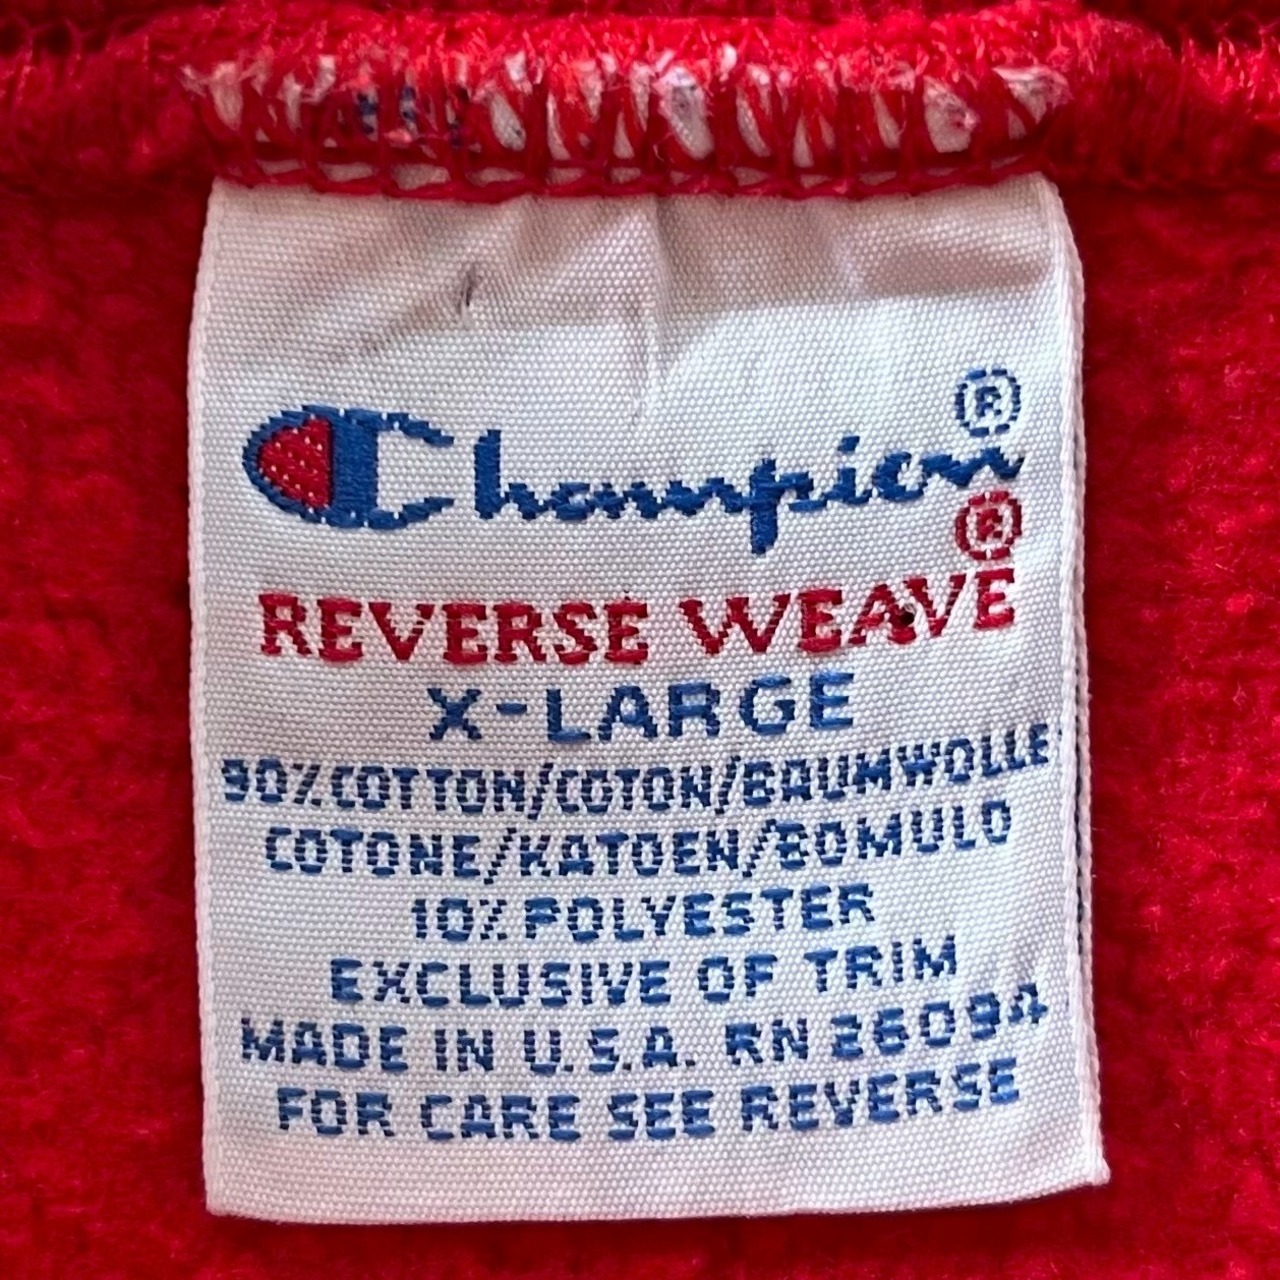 Champion®
REVERSE WEAVE®
X-LARGE
90% COTTON/COTON/BAUMWOLLE
COTONE/KATOEN/BOMULO
10% POLYESTER
EXCLUSIVE OF TRIM
MADE IN U.S.A. RN 26094
FOR CARE SEE REVERSE